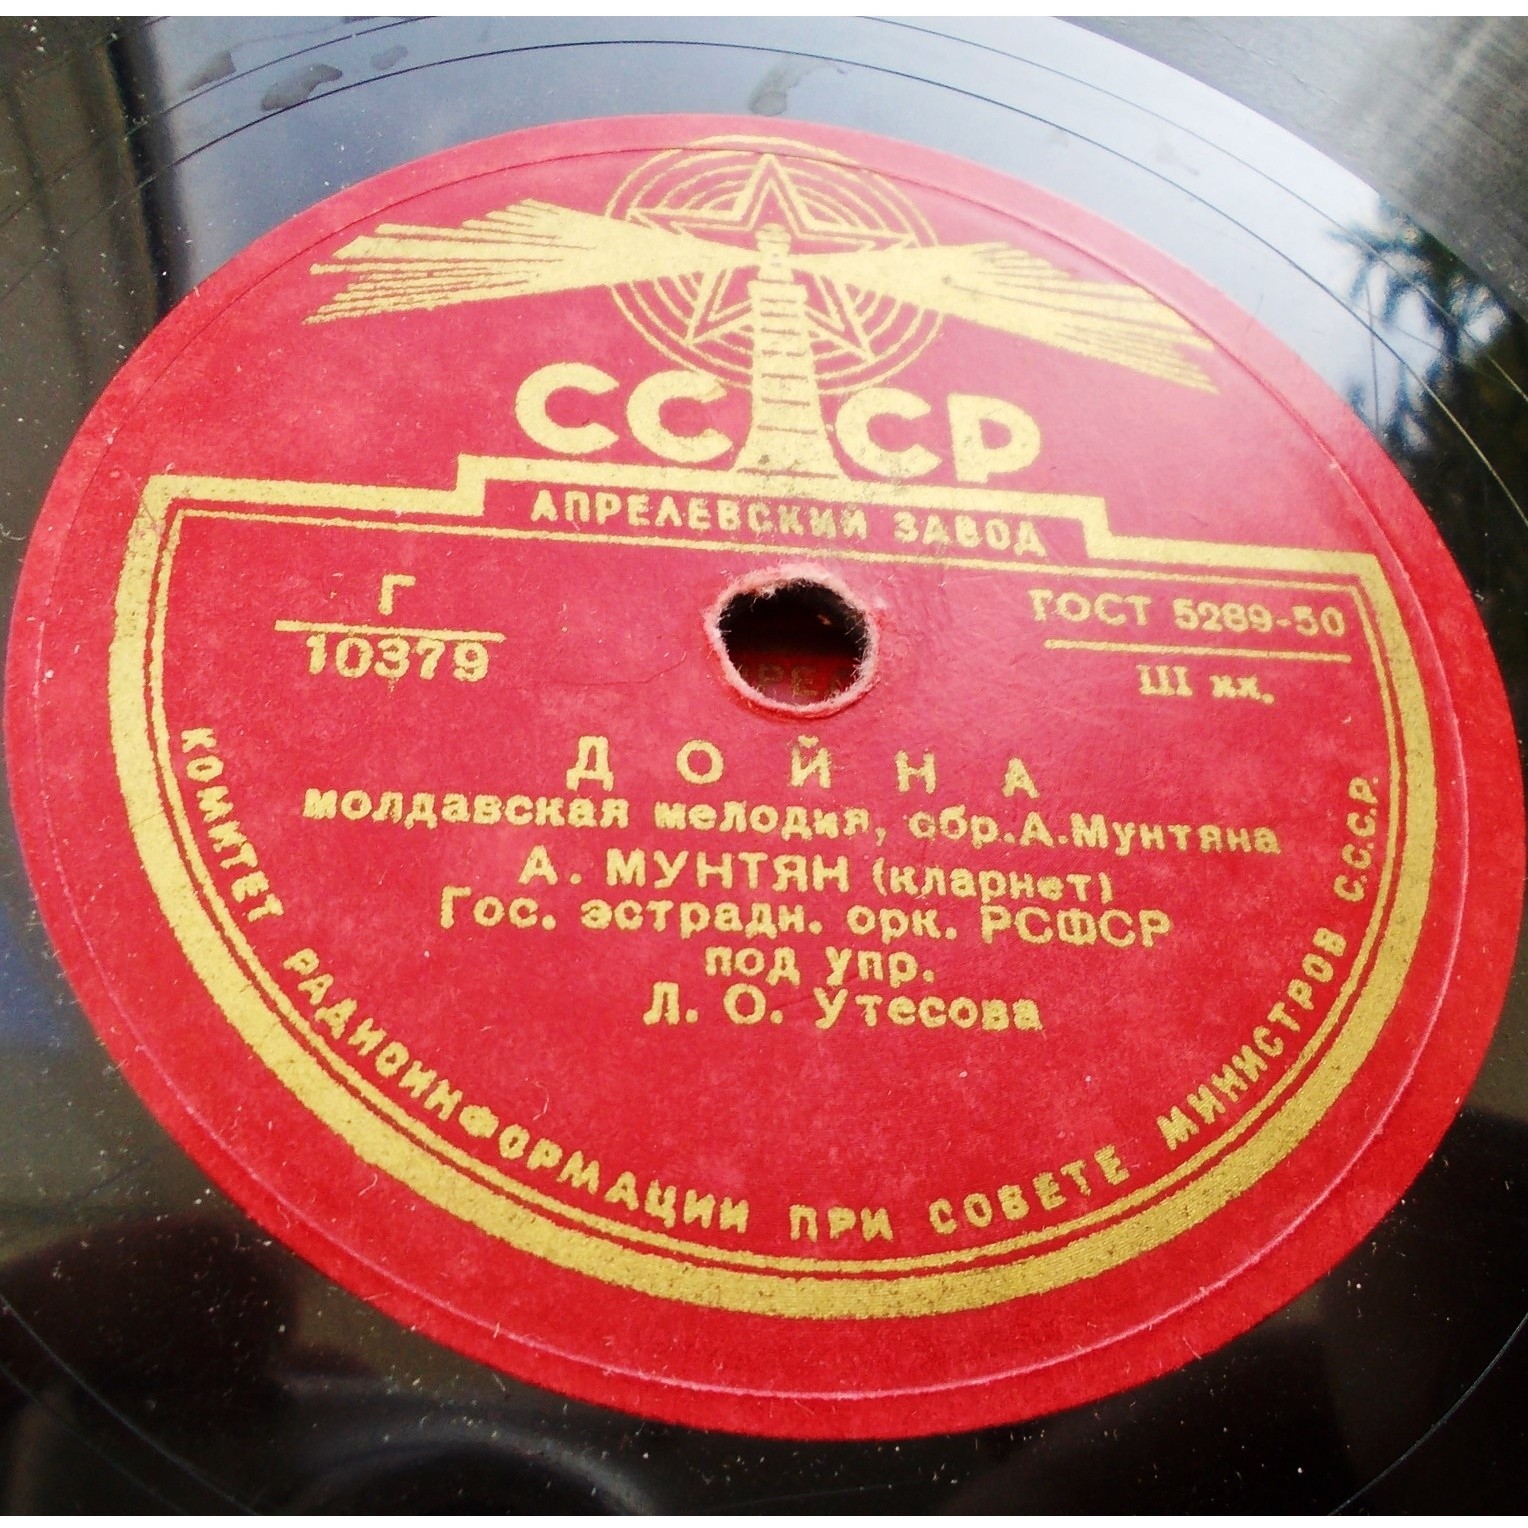 СССР
АПРЕЛЕВСКИЙ ЗАВОД
Г
10379
ГОСТ 5289-50
III кл.
ДОЙНА
молдавская мелодия, обр.А.Мунтяна
А. МУНТЯН (кларнет)
Гос. эстрадн. орк. РСФСР
под упр.
Л. О. Утесова
КОМИТЕТ РАДИОИНФОРМАЦИИ ПРИ СОВЕТЕ МИНИСТРОВ С.С.С.Р.